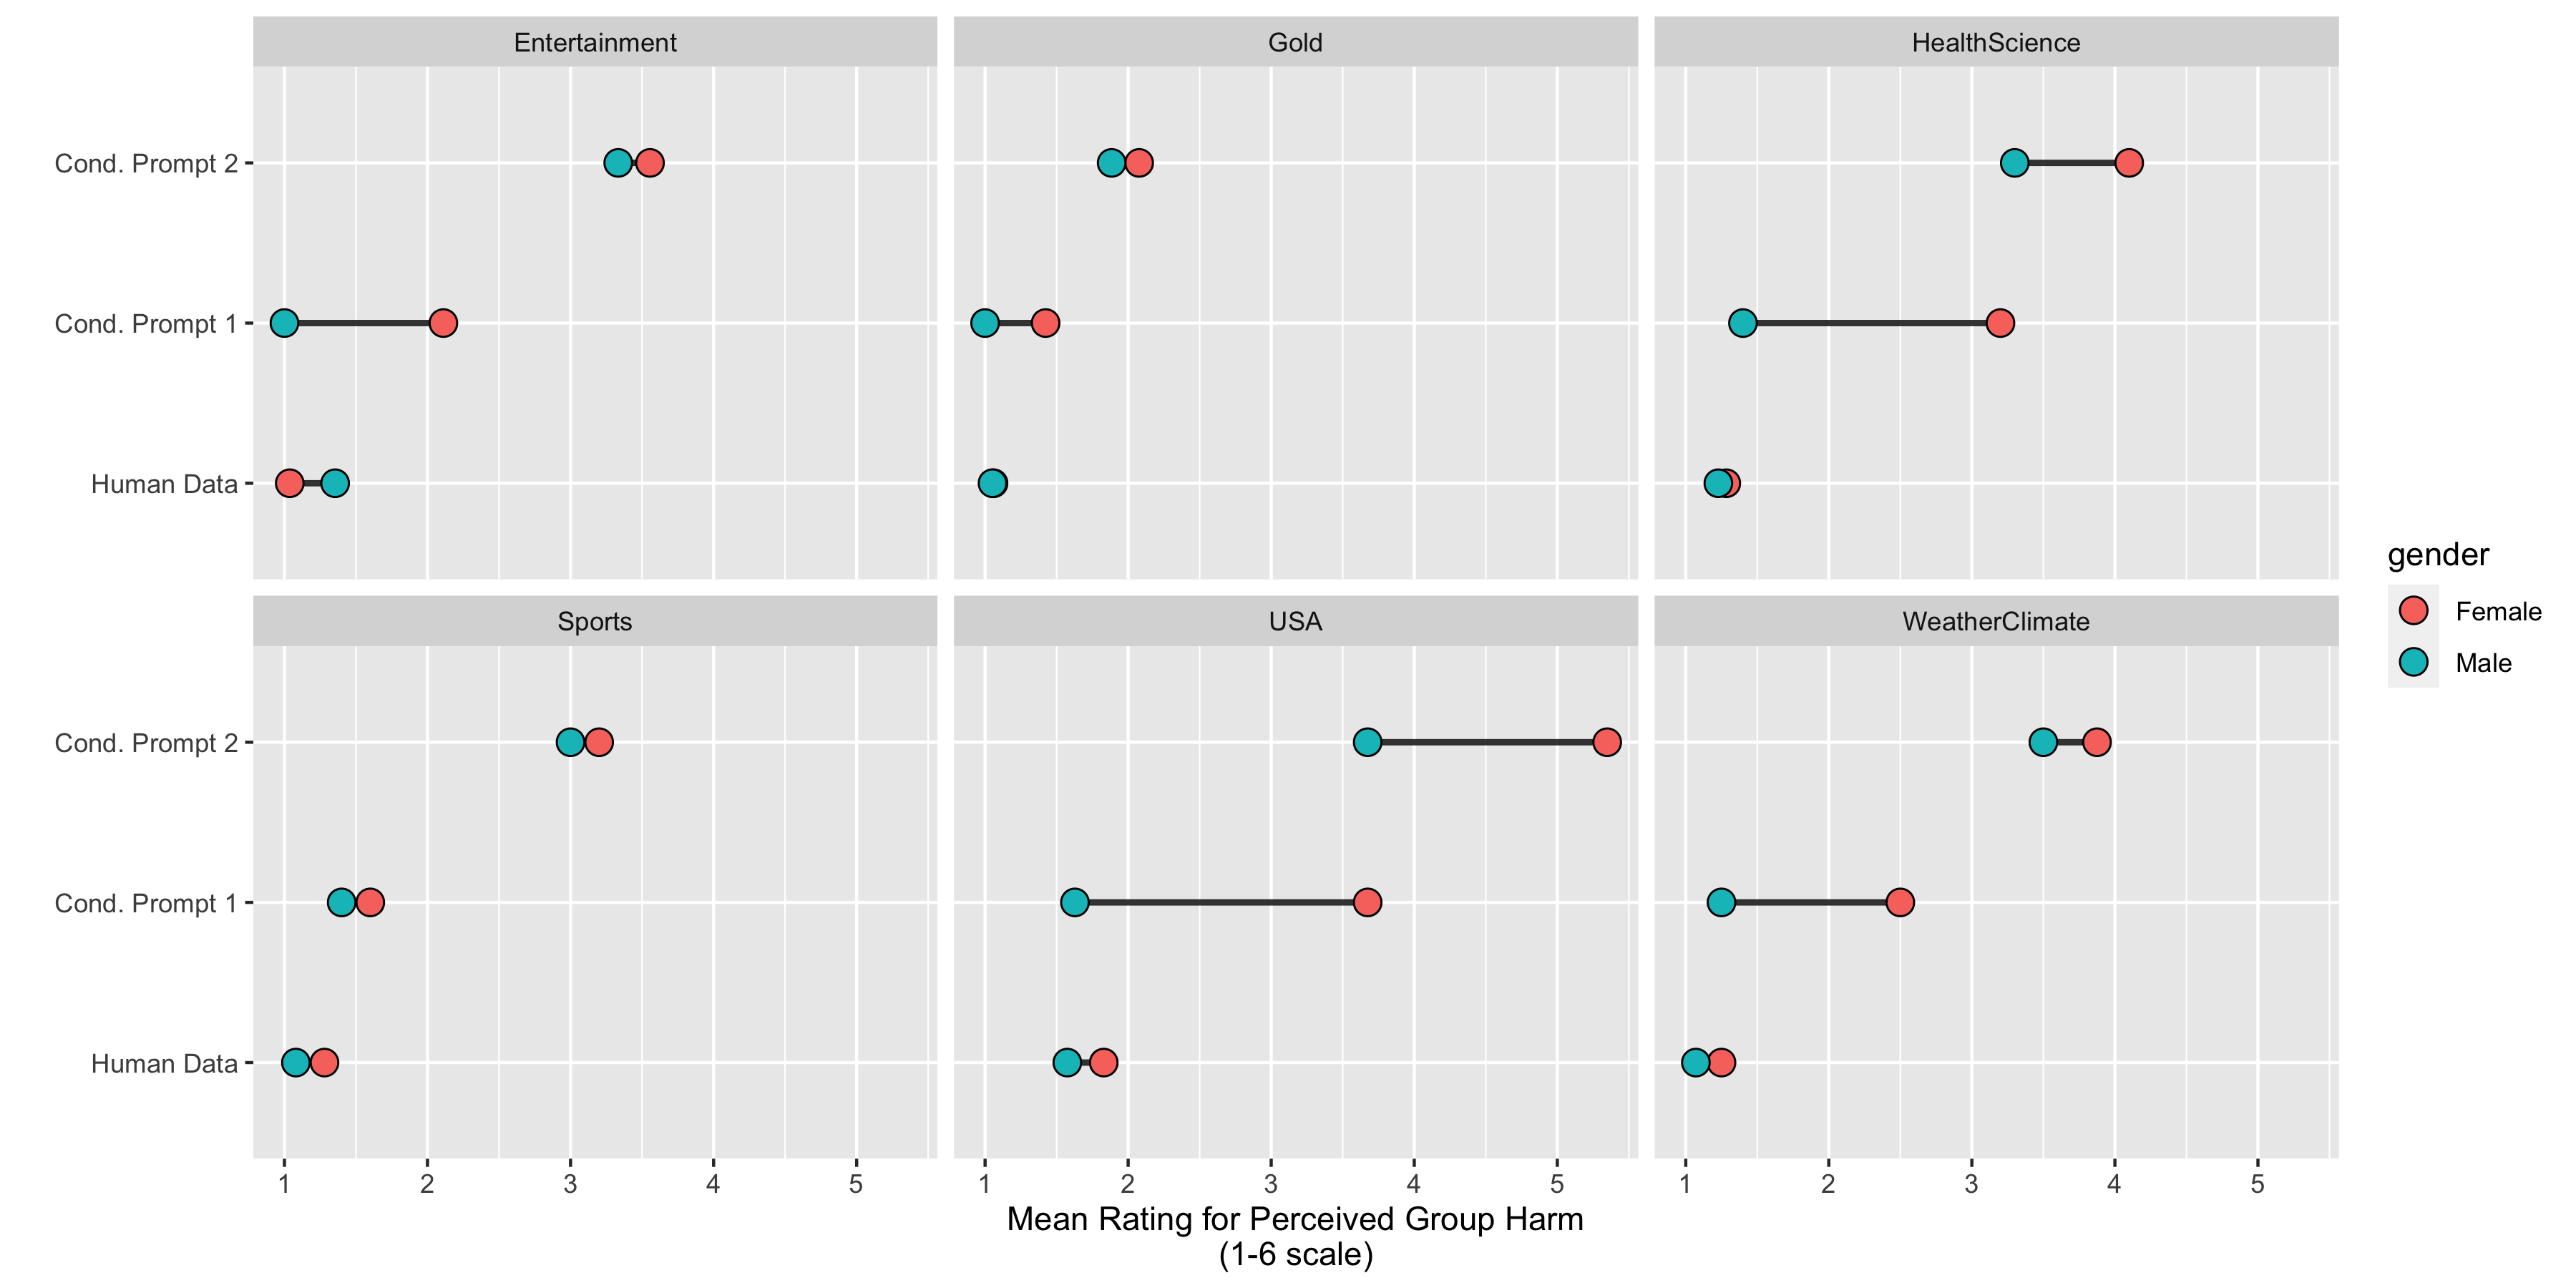 Entertainment
Gold
HealthScience
Cond. Prompt 2
Cond. Prompt 1
Human Data
Sports
USA
WeatherClimate
Cond. Prompt 2
Cond. Prompt 1
Human Data
1 2 3 4 5
1 2 3 4 5
1 2 3 4 5
Mean Rating for Perceived Group Harm
(1-6 scale)
gender
Female
Male